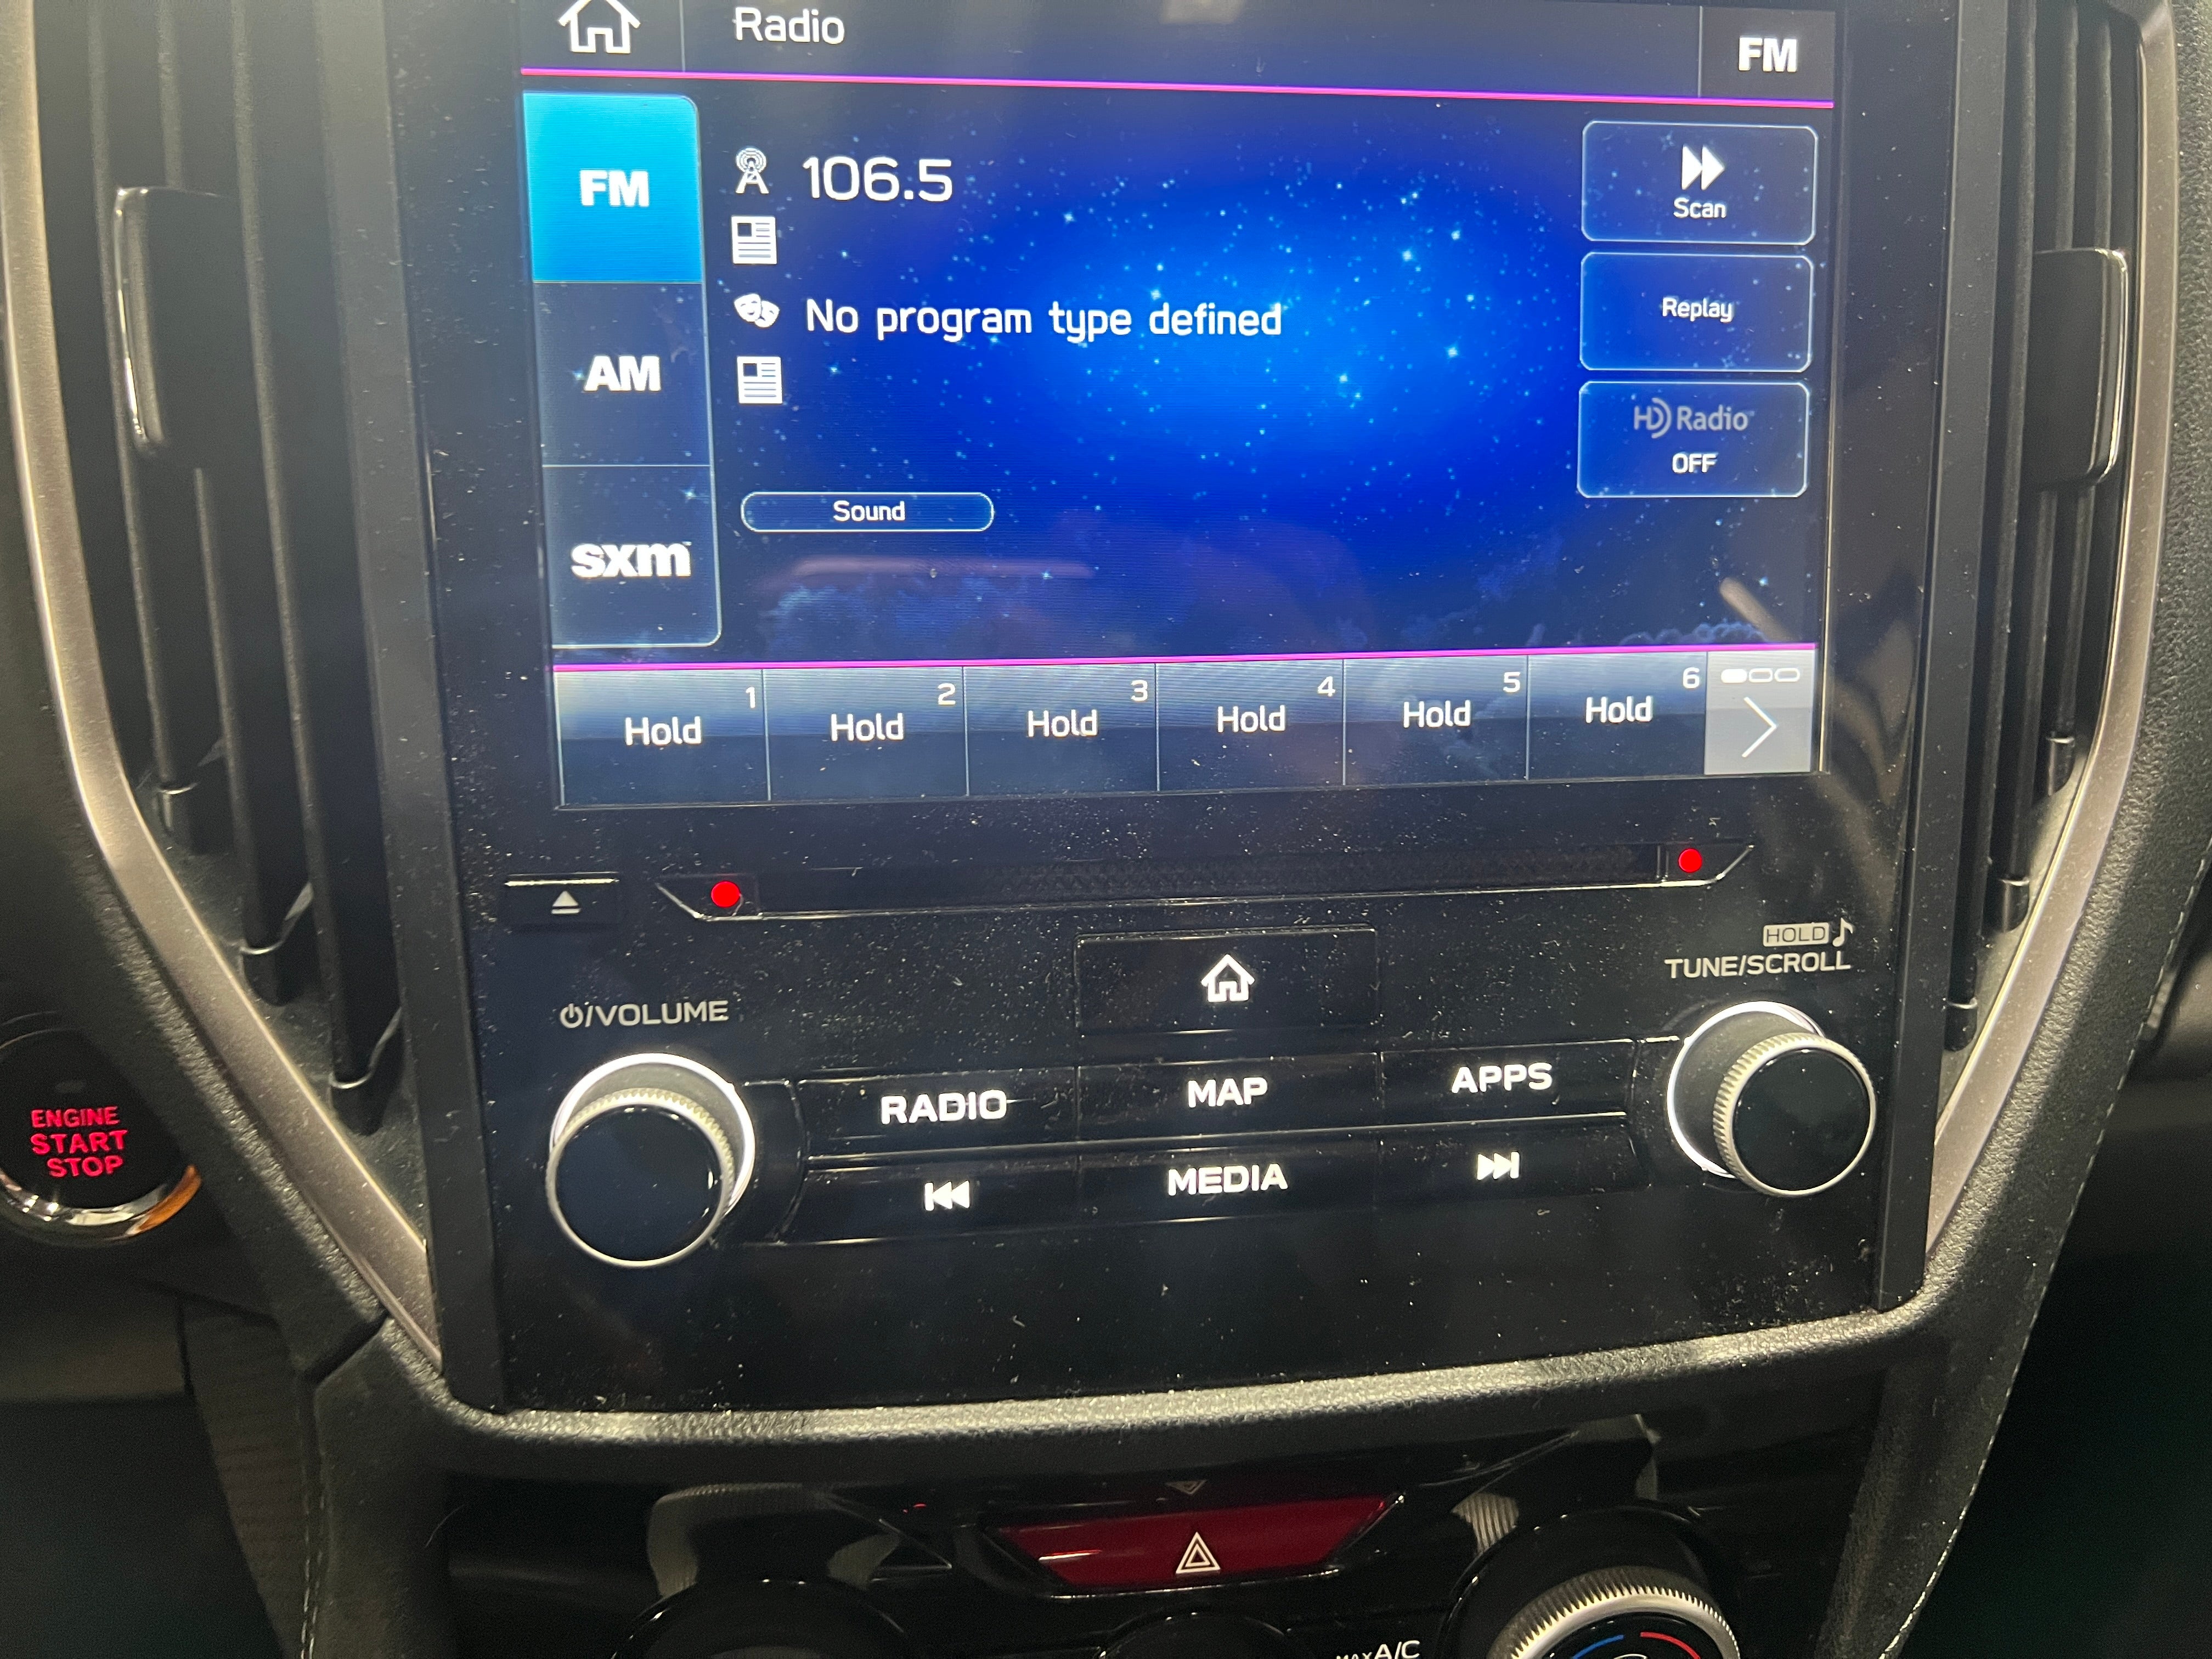 Radio
FM
FM
106.5
Scan
No program type defined
Replay
AM
HD Radio
OFF
Sound
sxm
1
2
3
4
5
6
Hold
Hold
Hold
Hold
Hold
Hold
HOLD
TUNE/SCROLL
/VOLUME
RADIO
MAP
APPS
MEDIA
ENGINE
START
STOP
MAX A/C